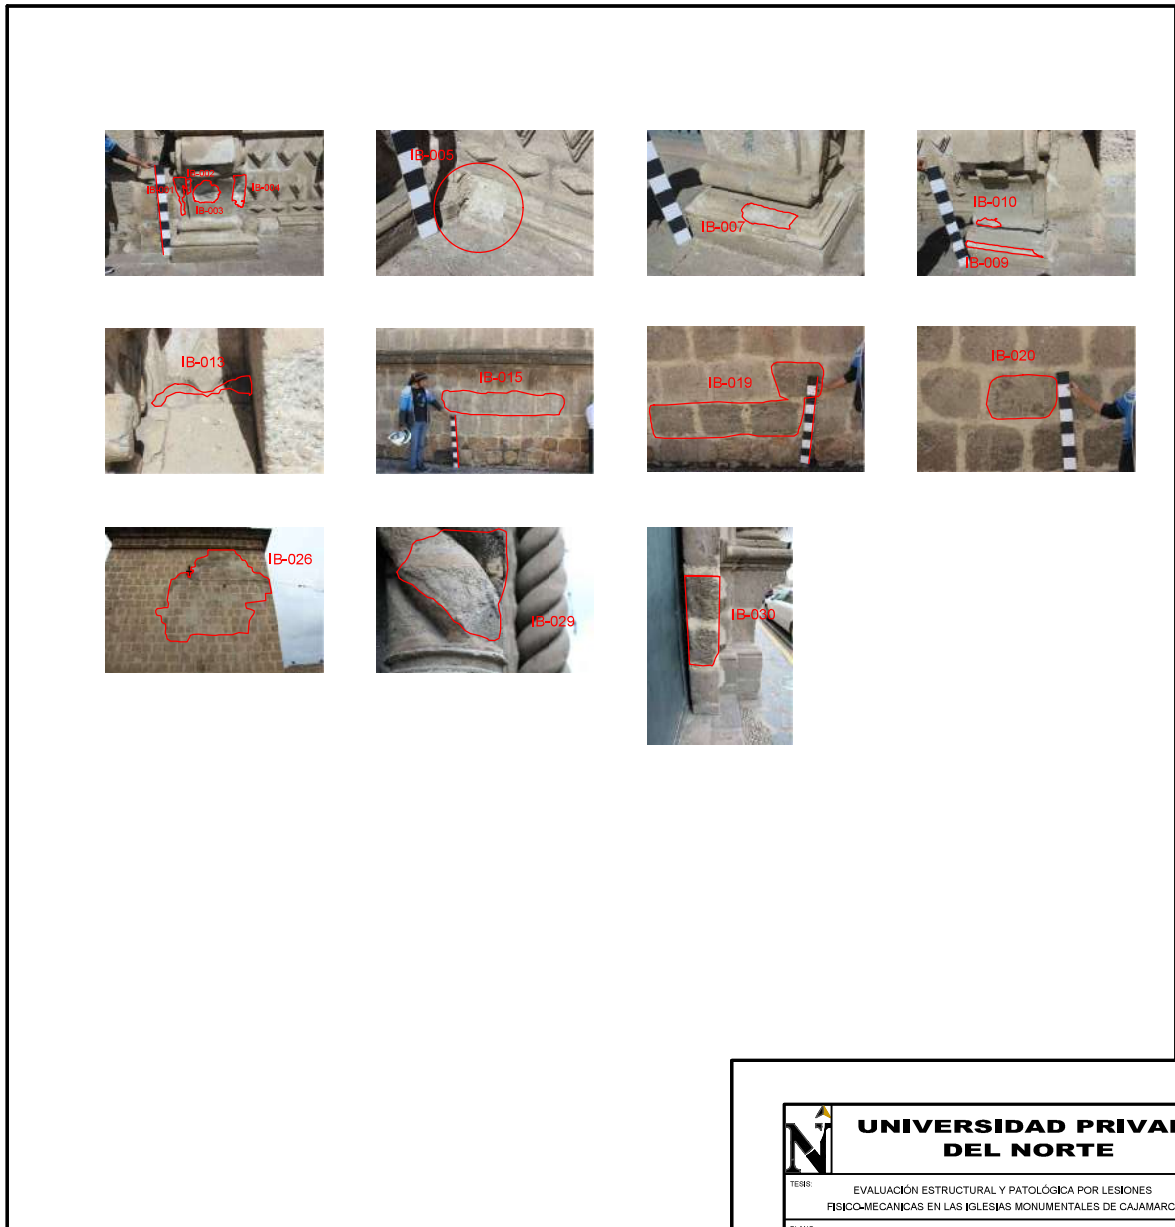 IB-001
IB-002
IB-003
IB-004
IB-005
IB-007
IB-010
IB-009
IB-013
IB-015
IB-019
IB-020
IB-026
IB-029
IB-030
N
UNIVERSIDAD PRIVAD
DEL NORTE
TESIS:
EVALUACIÓN ESTRUCTURAL Y PATOLÓGICA POR LESIONES
FISICO-MECANICAS EN LAS IGLESIAS MONUMENTALES DE CAJAMARC